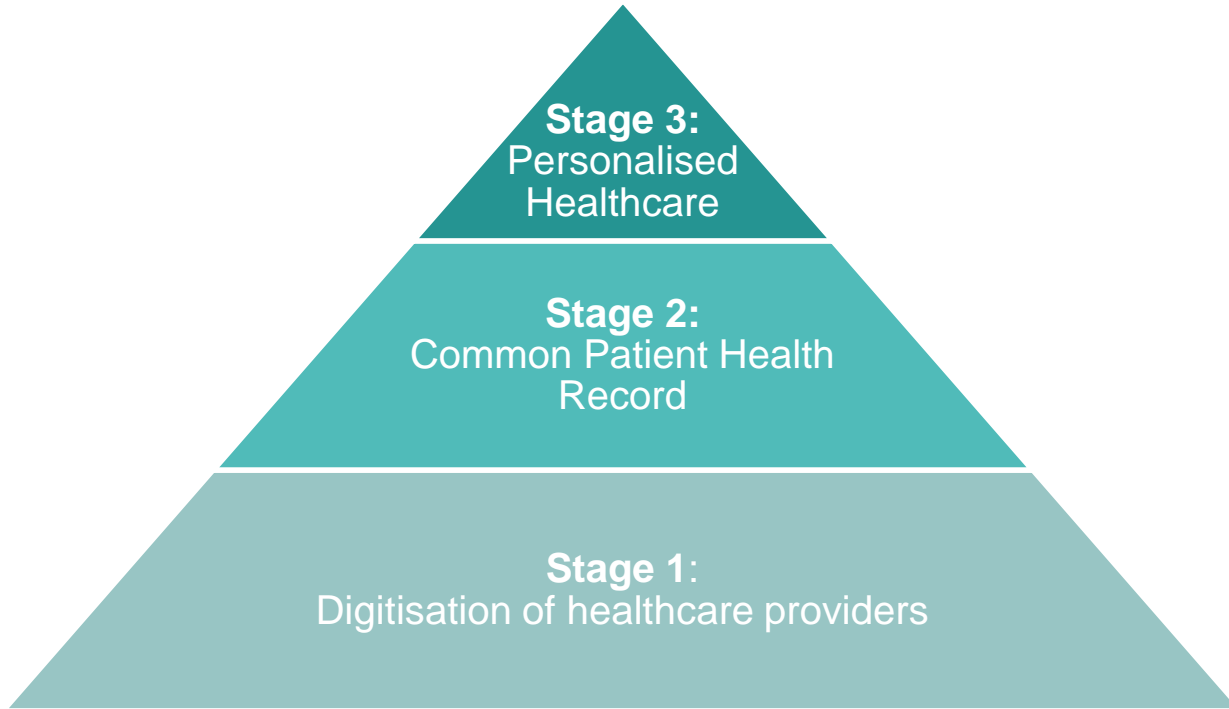 Stage 3:
Personalised
Healthcare
Stage 2:
Common Patient Health
Record
Stage 1:
Digitisation of healthcare providers